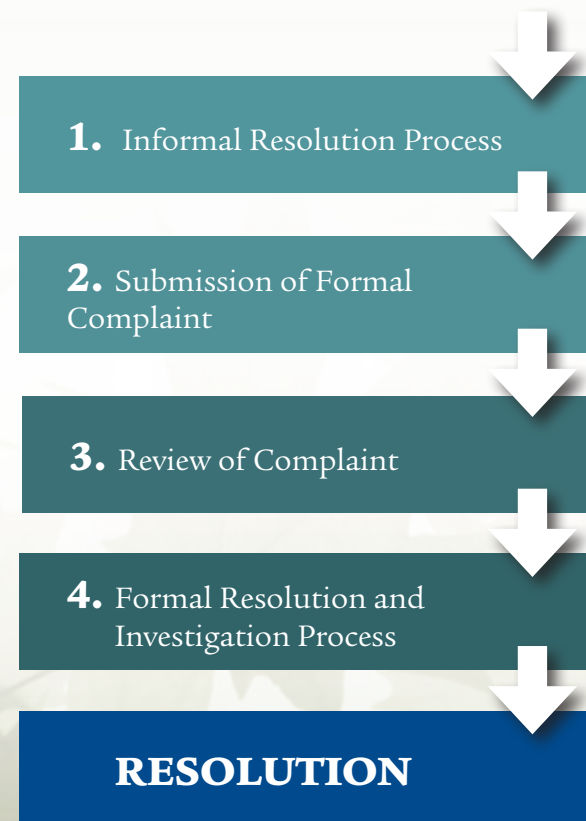 1. Informal Resolution Process
2. Submission of Formal
Complaint
3. Review of Complaint
4. Formal Resolution and
Investigation Process
RESOLUTION